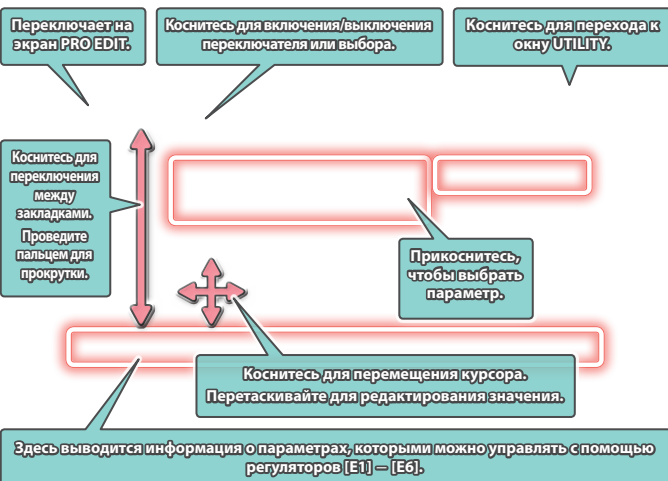 Переключает на
экран PRO EDIT.
Коснитесь для включения/выключения
переключателя или выбора.
Коснитесь для перехода к
окну UTILITY.
Коснитесь для
переключения
между
закладками.
Проведите
пальцем для
прокрутки.
Прикоснитесь,
чтобы выбрать
параметр.
Коснитесь для перемещения курсора.
Перетаскивайте для редактирования значения.
Здесь выводится информация о параметрах, которыми можно управлять с помощью
регуляторов [E1] — [E6].